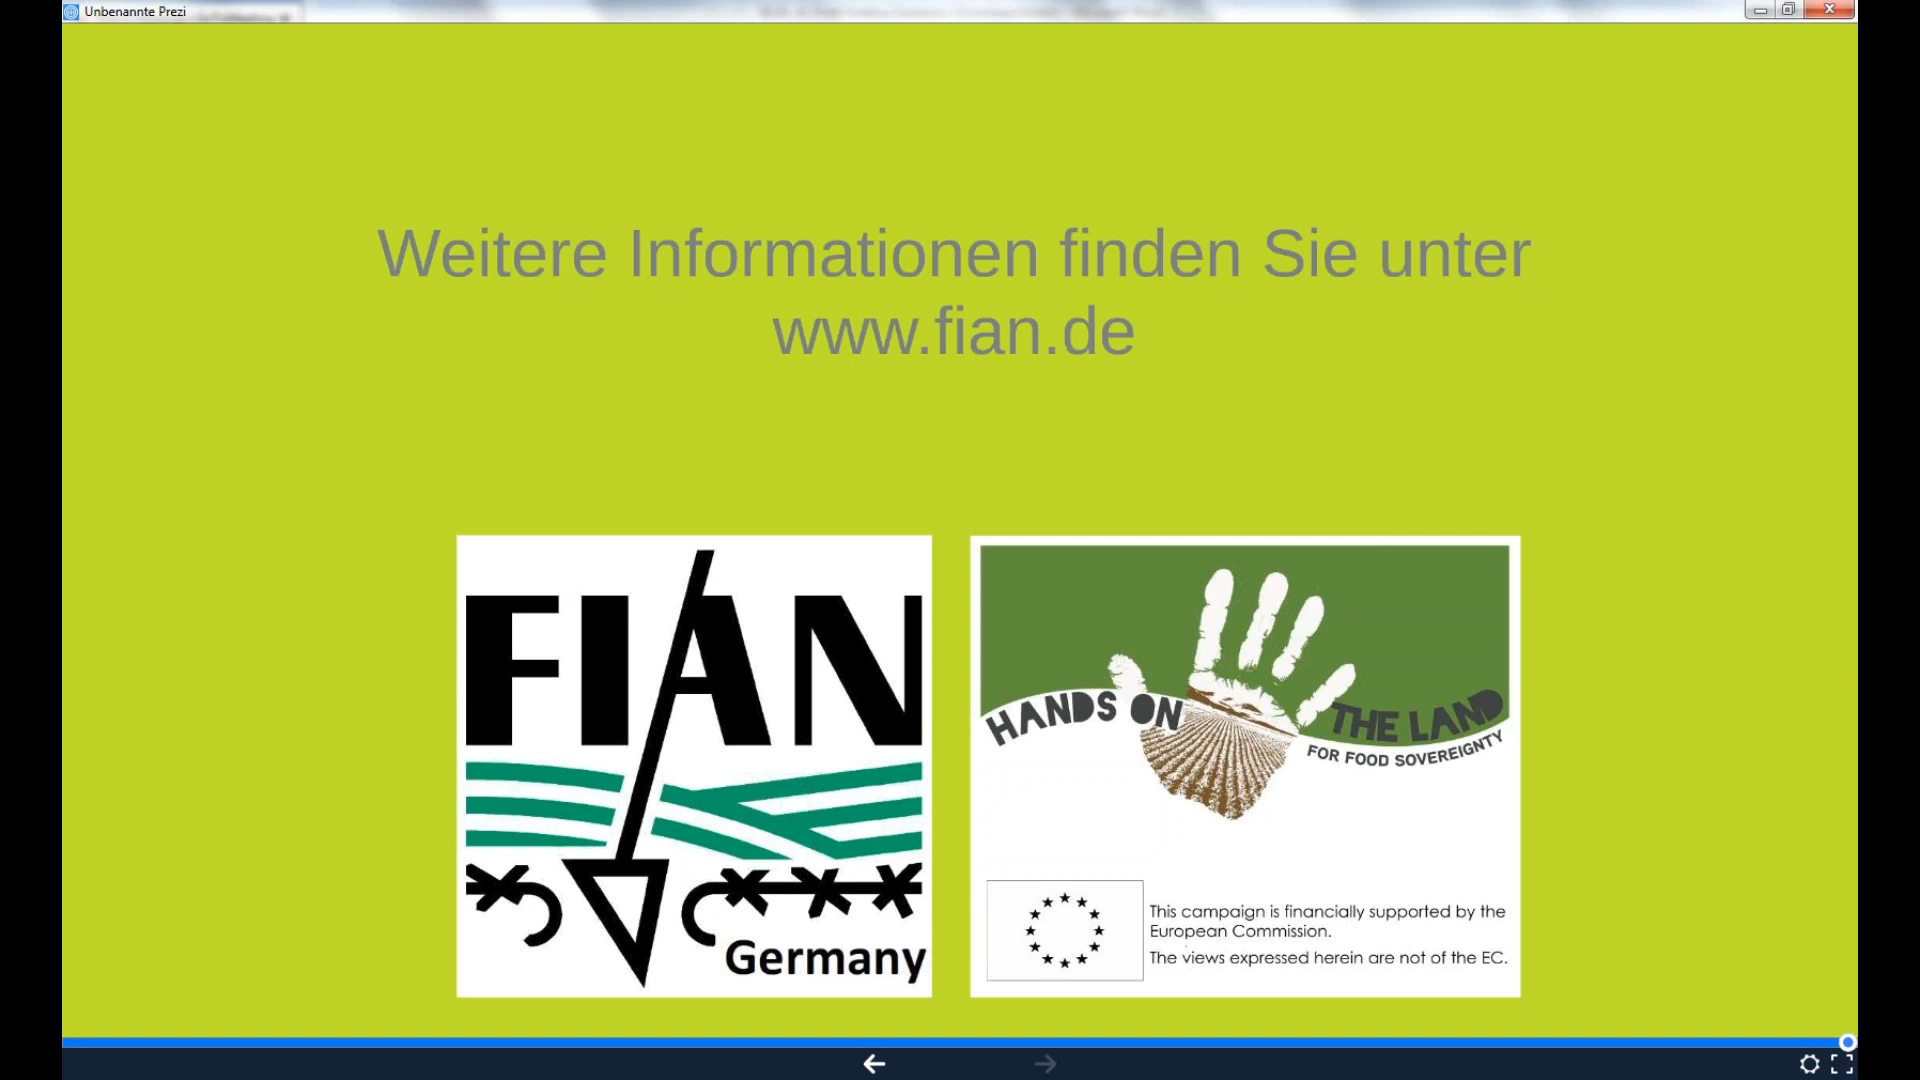 Unbenannte Prezi
Weitere Informationen finden Sie unter
www.fian.de
FIAN
Germany
HANDS ON THE LAND
FOR FOOD SOVEREIGNTY
This campaign is financially supported by the
European Commission.
The views expressed herein are not of the EC.